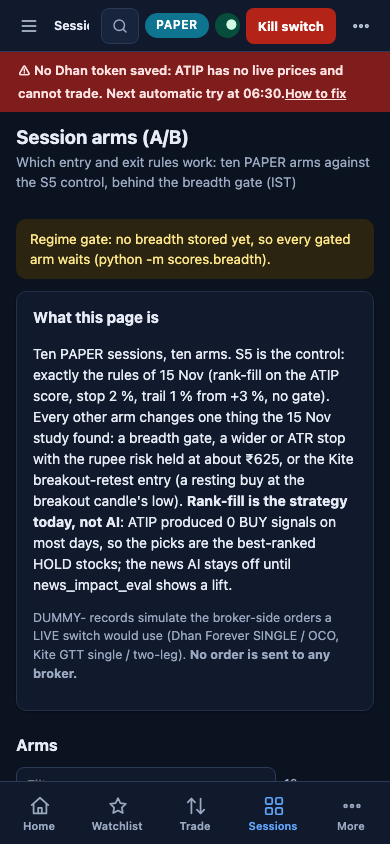 Sessi
PAPER
Kill switch
⚠ No Dhan token saved: ATIP has no live prices and
cannot trade. Next automatic try at 06:30.How to fix
Session arms (A/B)
Which entry and exit rules work: ten PAPER arms against
the S5 control, behind the breadth gate (IST)
Regime gate: no breadth stored yet, so every gated
arm waits (python -m scores.breadth).
What this page is
Ten PAPER sessions, ten arms. S5 is the control:
exactly the rules of 15 Nov (rank-fill on the ATIP
score, stop 2 %, trail 1 % from +3 %, no gate).
Every other arm changes one thing the 15 Nov
study found: a breadth gate, a wider or ATR stop
with the rupee risk held at about ₹625, or the Kite
breakout-retest entry (a resting buy at the
breakout candle's low). Rank-fill is the strategy
today, not AI: ATIP produced 0 BUY signals on
most days, so the picks are the best-ranked
HOLD stocks; the news AI stays off until
news_impact_eval shows a lift.
DUMMY- records simulate the broker-side orders a
LIVE switch would use (Dhan Forever SINGLE / OCO,
Kite GTT single / two-leg). No order is sent to any
broker.
Arms
Home
Watchlist
Trade
Sessions
More